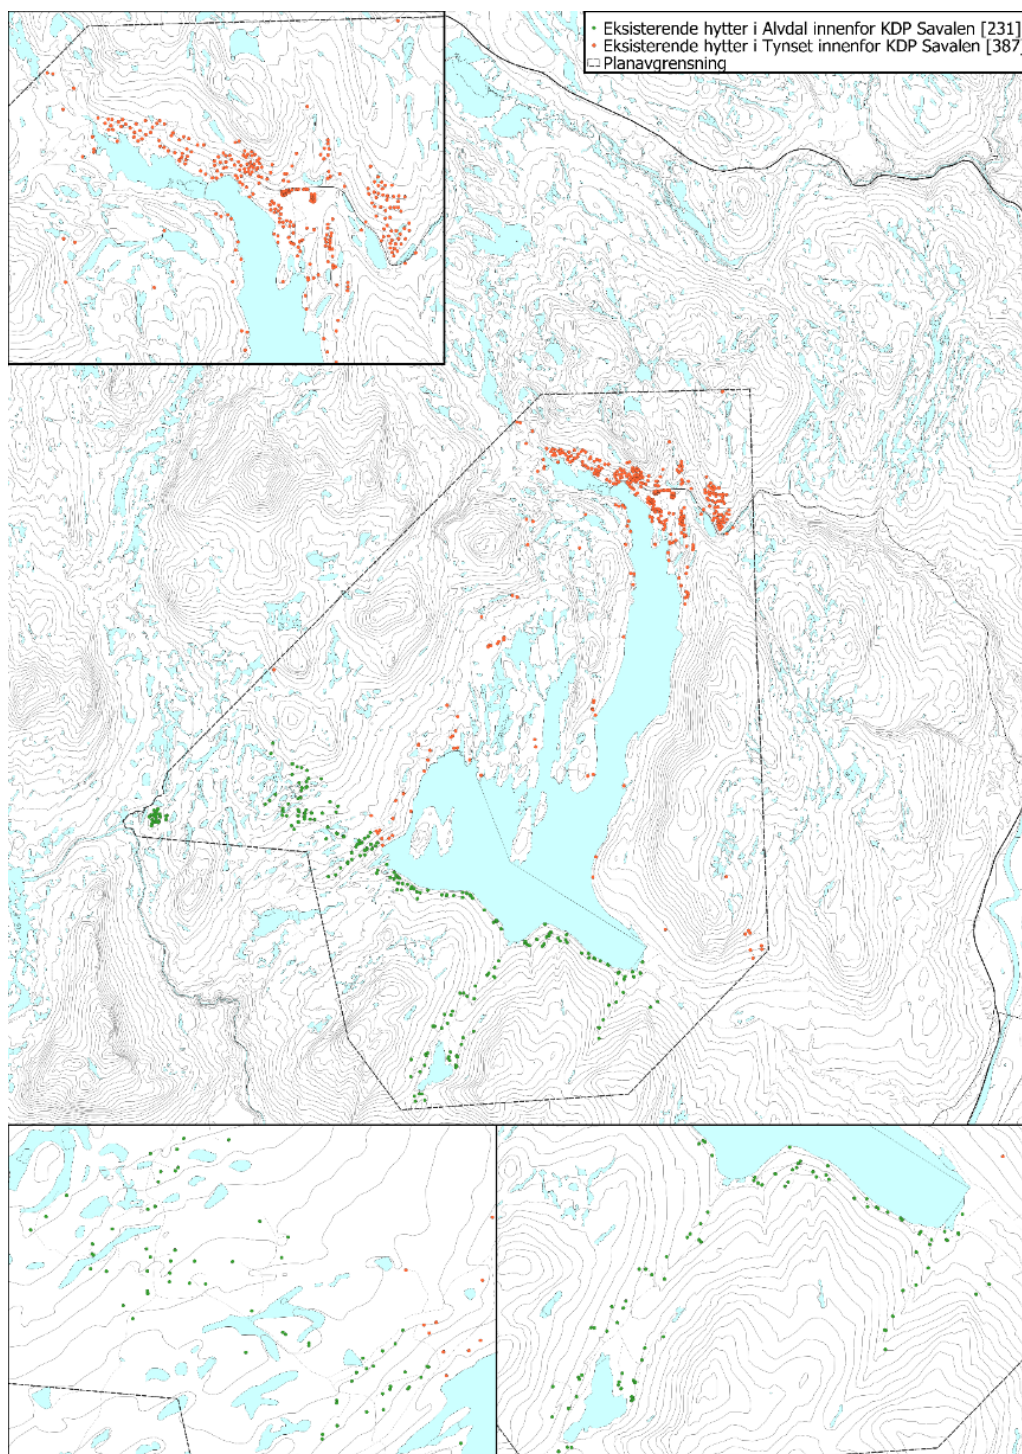 Eksisterende hytter i Alvdal innenfor KDP Savalen [231]
Eksisterende hytter i Tynset innenfor KDP Savalen [387]
Planavgrensning